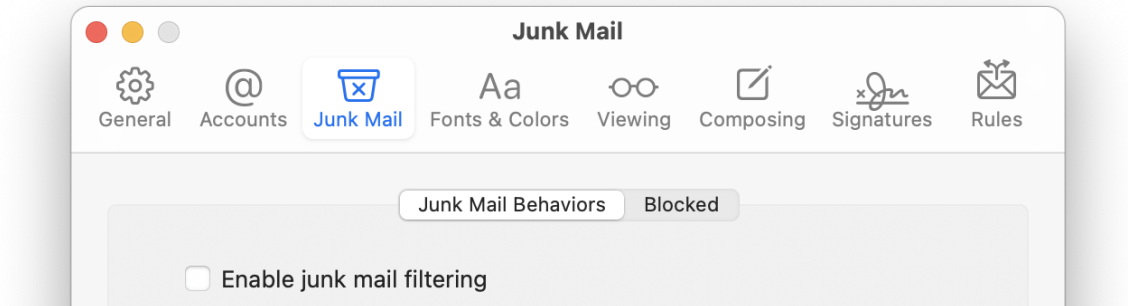 Junk Mail
General Accounts Junk Mail Fonts & Colors Viewing Composing Signatures Rules
Junk Mail Behaviors Blocked
Enable junk mail filtering